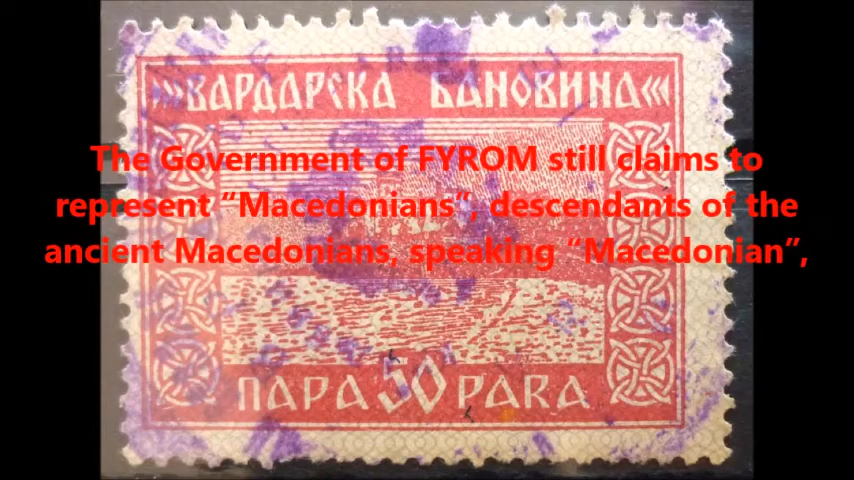 ВАРДАРСКА БАНОВИНА
The Government of FYROM still claims to
represent “Macedonians”, descendants of the
ancient Macedonians, speaking “Macedonian”,
ПАРА 50 PARA